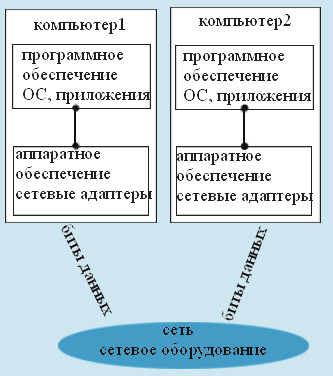 компьютер1
программное
обеспечение
ОС, приложения
аппаратное
обеспечение
сетевые адаптеры
компьютер2
программное
обеспечение
ОС, приложения
аппаратное
обеспечение
сетевые адаптеры
биты данных
биты данных
сеть
сетевое оборудование